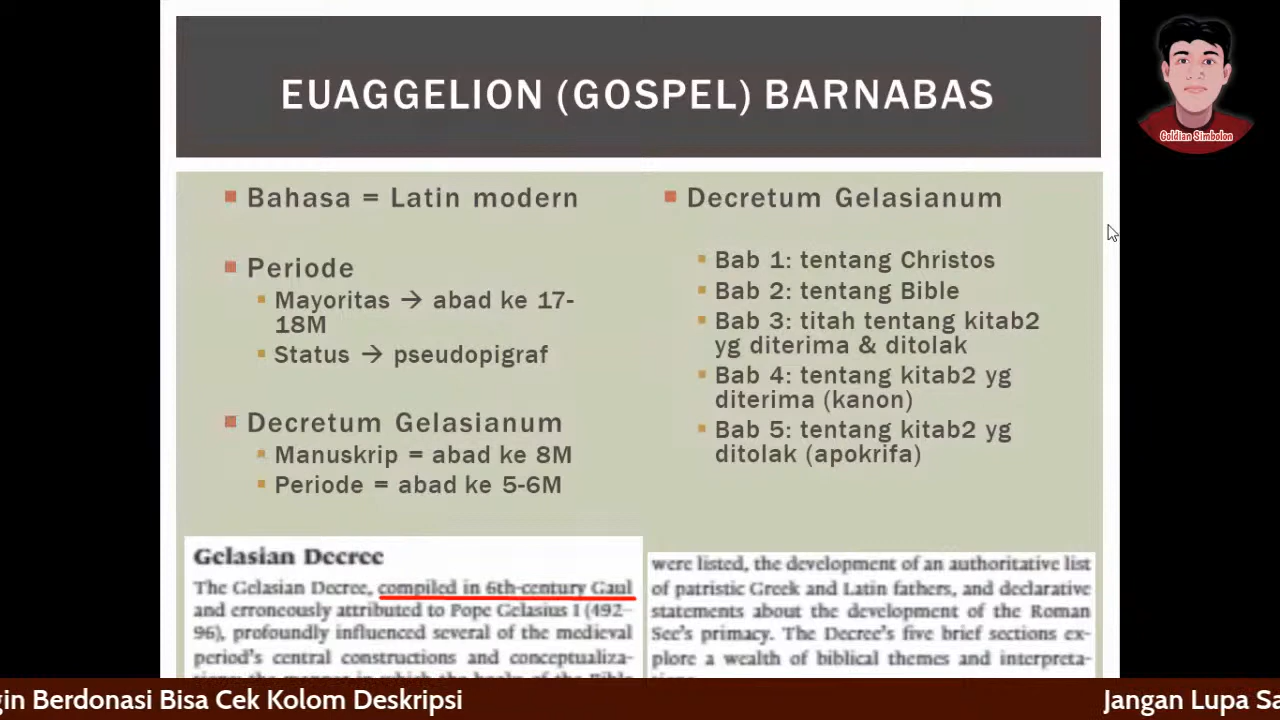 EUAGGELION (GOSPEL) BARNABAS
Goldian Simbolon
Bahasa = Latin modern
Periode
Mayoritas → abad ke 17-
18M
Status → pseudopigraf
Decretum Gelasianum
Manuskrip = abad ke 8M
Periode = abad ke 5-6M
Decretum Gelasianum
Bab 1: tentang Christos
Bab 2: tentang Bible
Bab 3: titah tentang kitab2
yg diterima & ditolak
Bab 4: tentang kitab2 yg
diterima (kanon)
Bab 5: tentang kitab2 yg
ditolak (apokrifa)
Gelasian Decree
The Gelasian Decree, compiled in 6th-century Gaul
and erroneously attributed to Pope Gelasius I (492–
96), profoundly influenced several of the medieval
period's central constructions and conceptualiza-
were listed, the development of an authoritative list
of patristic Greek and Latin fathers, and declarative
statements about the development of the Roman
See's primacy. The Decree's five brief sections ex-
plore a wealth of biblical themes and interpreta-
gin Berdonasi Bisa Cek Kolom Deskripsi
Jangan Lupa Sa